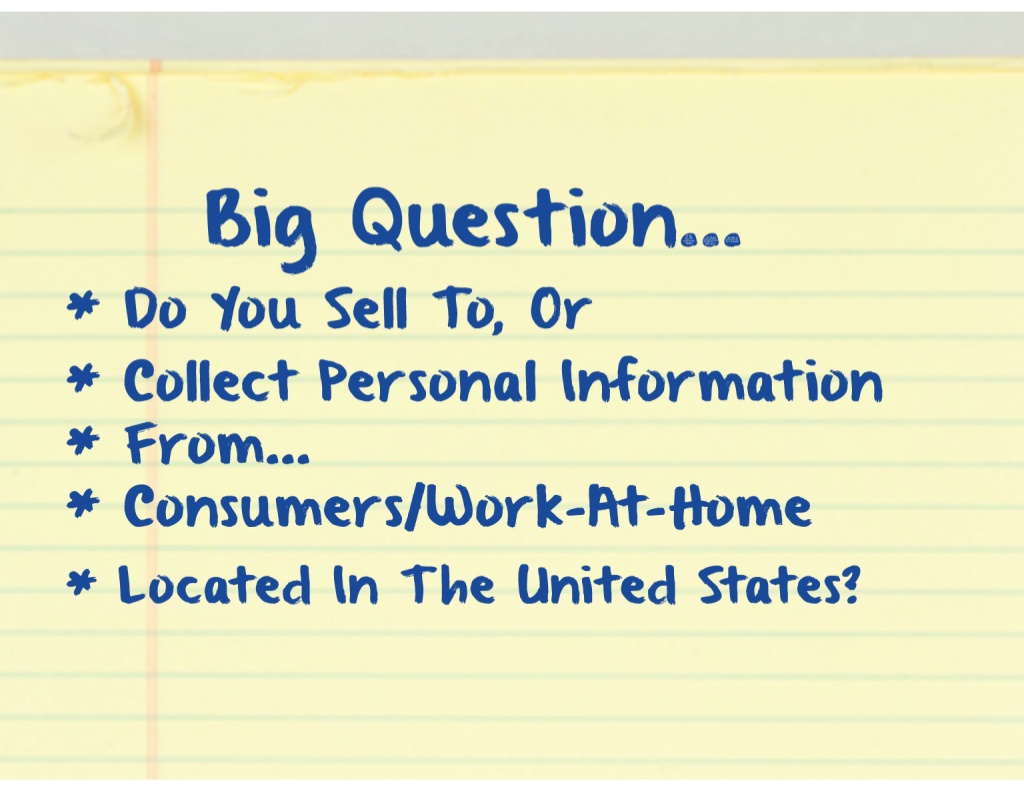 Big Question...
* Do You Sell To, Or
* Collect Personal Information
* From...
* Consumers/Work-At-Home
* Located In The United States?